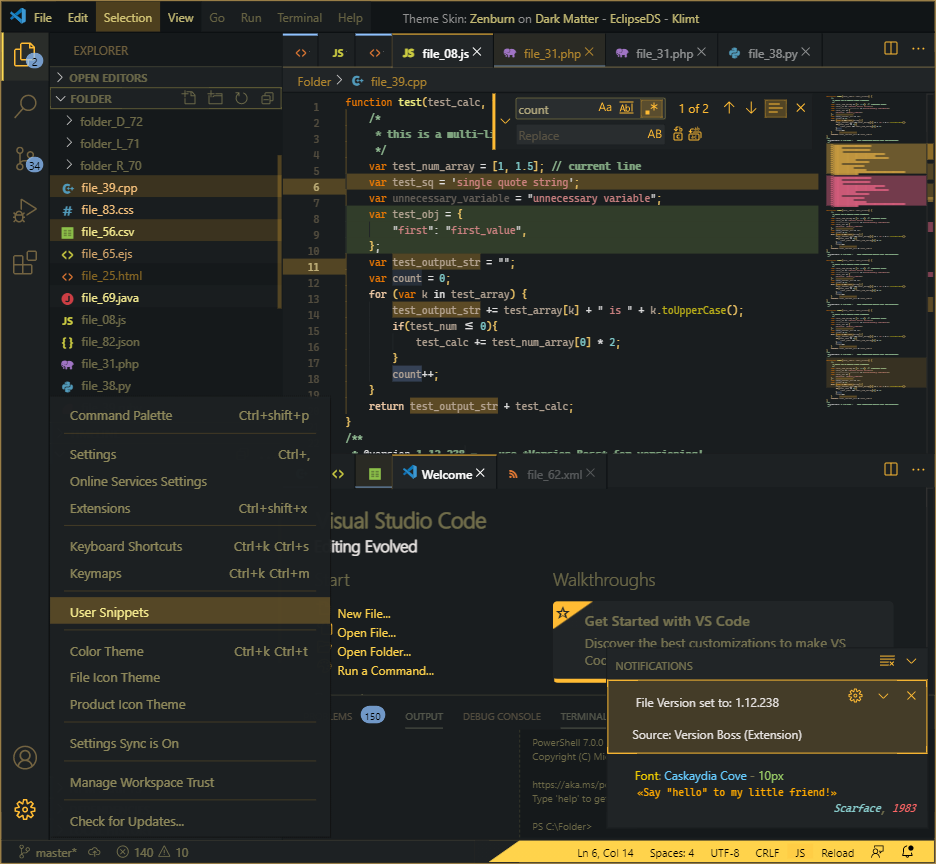 File Edit Selection View Go Run Terminal Help Theme Skin: Zenburn on Dark Matter - EclipseDS - Klimt
2 EXPLORER
JS file_08.js file_31.php file_31.php file_38.py
OPEN EDITORS
Folder file_39.cpp
FOLDER
folder_D_72
folder_L_71
folder_R_70
34
file_39.cpp
file_83.css
file_56.csv
file_65.ejs
file_25.html
file_69.java
JS file_08.js
file_82.json
file_31.php
file_38.py
count Aa Abl .* 1 of 2
Replace AB
1 function test(test_calc,
2 /*
3 * this is a multi-li
4 */
5 var test_num_array = [1, 1.5]; // current line
6 var test_sq = 'single quote string';
7 var unnecessary_variable = "unnecessary variable";
8 var test_obj = {
9 "first": "first_value",
10 };
11 var test_output_str = "";
12 var count = 0;
13 for (var k in test_array) {
14 test_output_str += test_array[k] + " is " + k.toUpperCase();
15 if(test_num ≤ 0){
16 test_calc += test_num_array[0] * 2;
17 }
18 count++;
19 }
return test_output_str + test_calc;
}
/**
Command Palette Ctrl+shift+p
Settings Ctrl+,
Online Services Settings
Extensions Ctrl+shift+x
Keyboard Shortcuts Ctrl+k Ctrl+s
Keymaps Ctrl+k Ctrl+m
User Snippets
Color Theme Ctrl+k Ctrl+t
File Icon Theme
Product Icon Theme
Settings Sync is On
Manage Workspace Trust
Check for Updates...
Welcome file_62.xml
isual Studio Code
iting Evolved
art
New File...
Open File...
Open Folder...
Run a Command...
Walkthroughs
Get Started with VS Code
Discover the best customizations to make VS
Coc
LEMS 150 OUTPUT DEBUG CONSOLE TERMINAL
PowerShell 7.0.0
Copyright (C) Mi
https://aka.ms/p
Type 'help' to ge
PS C:\Folder>
NOTIFICATIONS
File Version set to: 1.12.238
Source: Version Boss (Extension)
Font: Caskaydia Cove - 10px
«Say "hello" to my little friend!»
Scarface, 1983
master* 140 10 Ln 6, Col 14 Spaces: 4 UTF-8 CRLF JS Reload